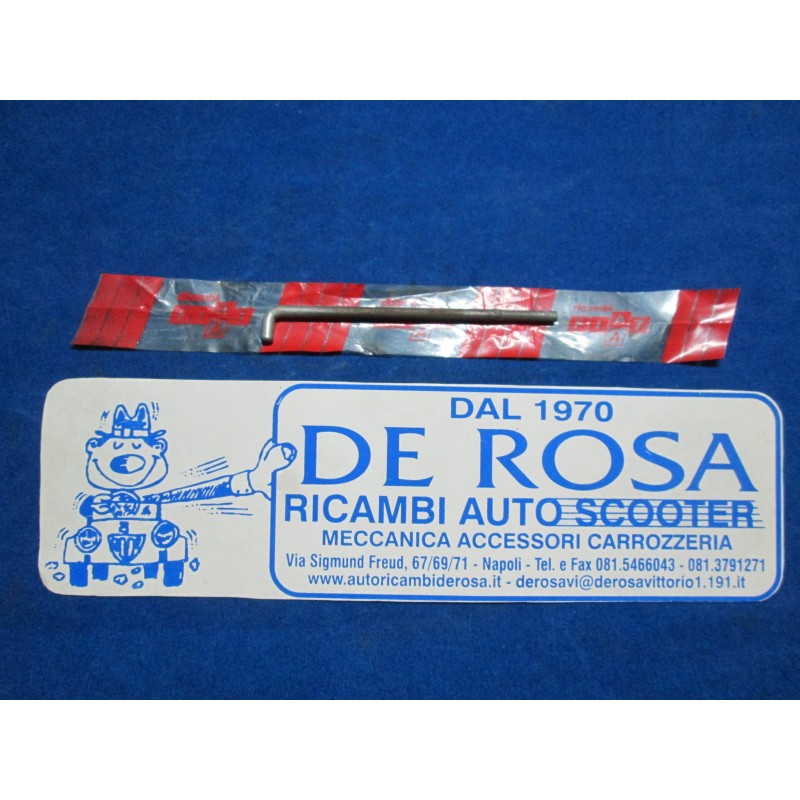 ricambi
DAL 1970
DE ROSA
RICAMBI AUTO SCOOTER
MECCANICA ACCESSORI CARROZZERIA
Via Sigmund Freud, 67/69/71 - Napoli - Tel. e Fax 081.5466043 - 081.3791271
www.autoricambiderosa.it - derosavi@derosavittorio1.191.it